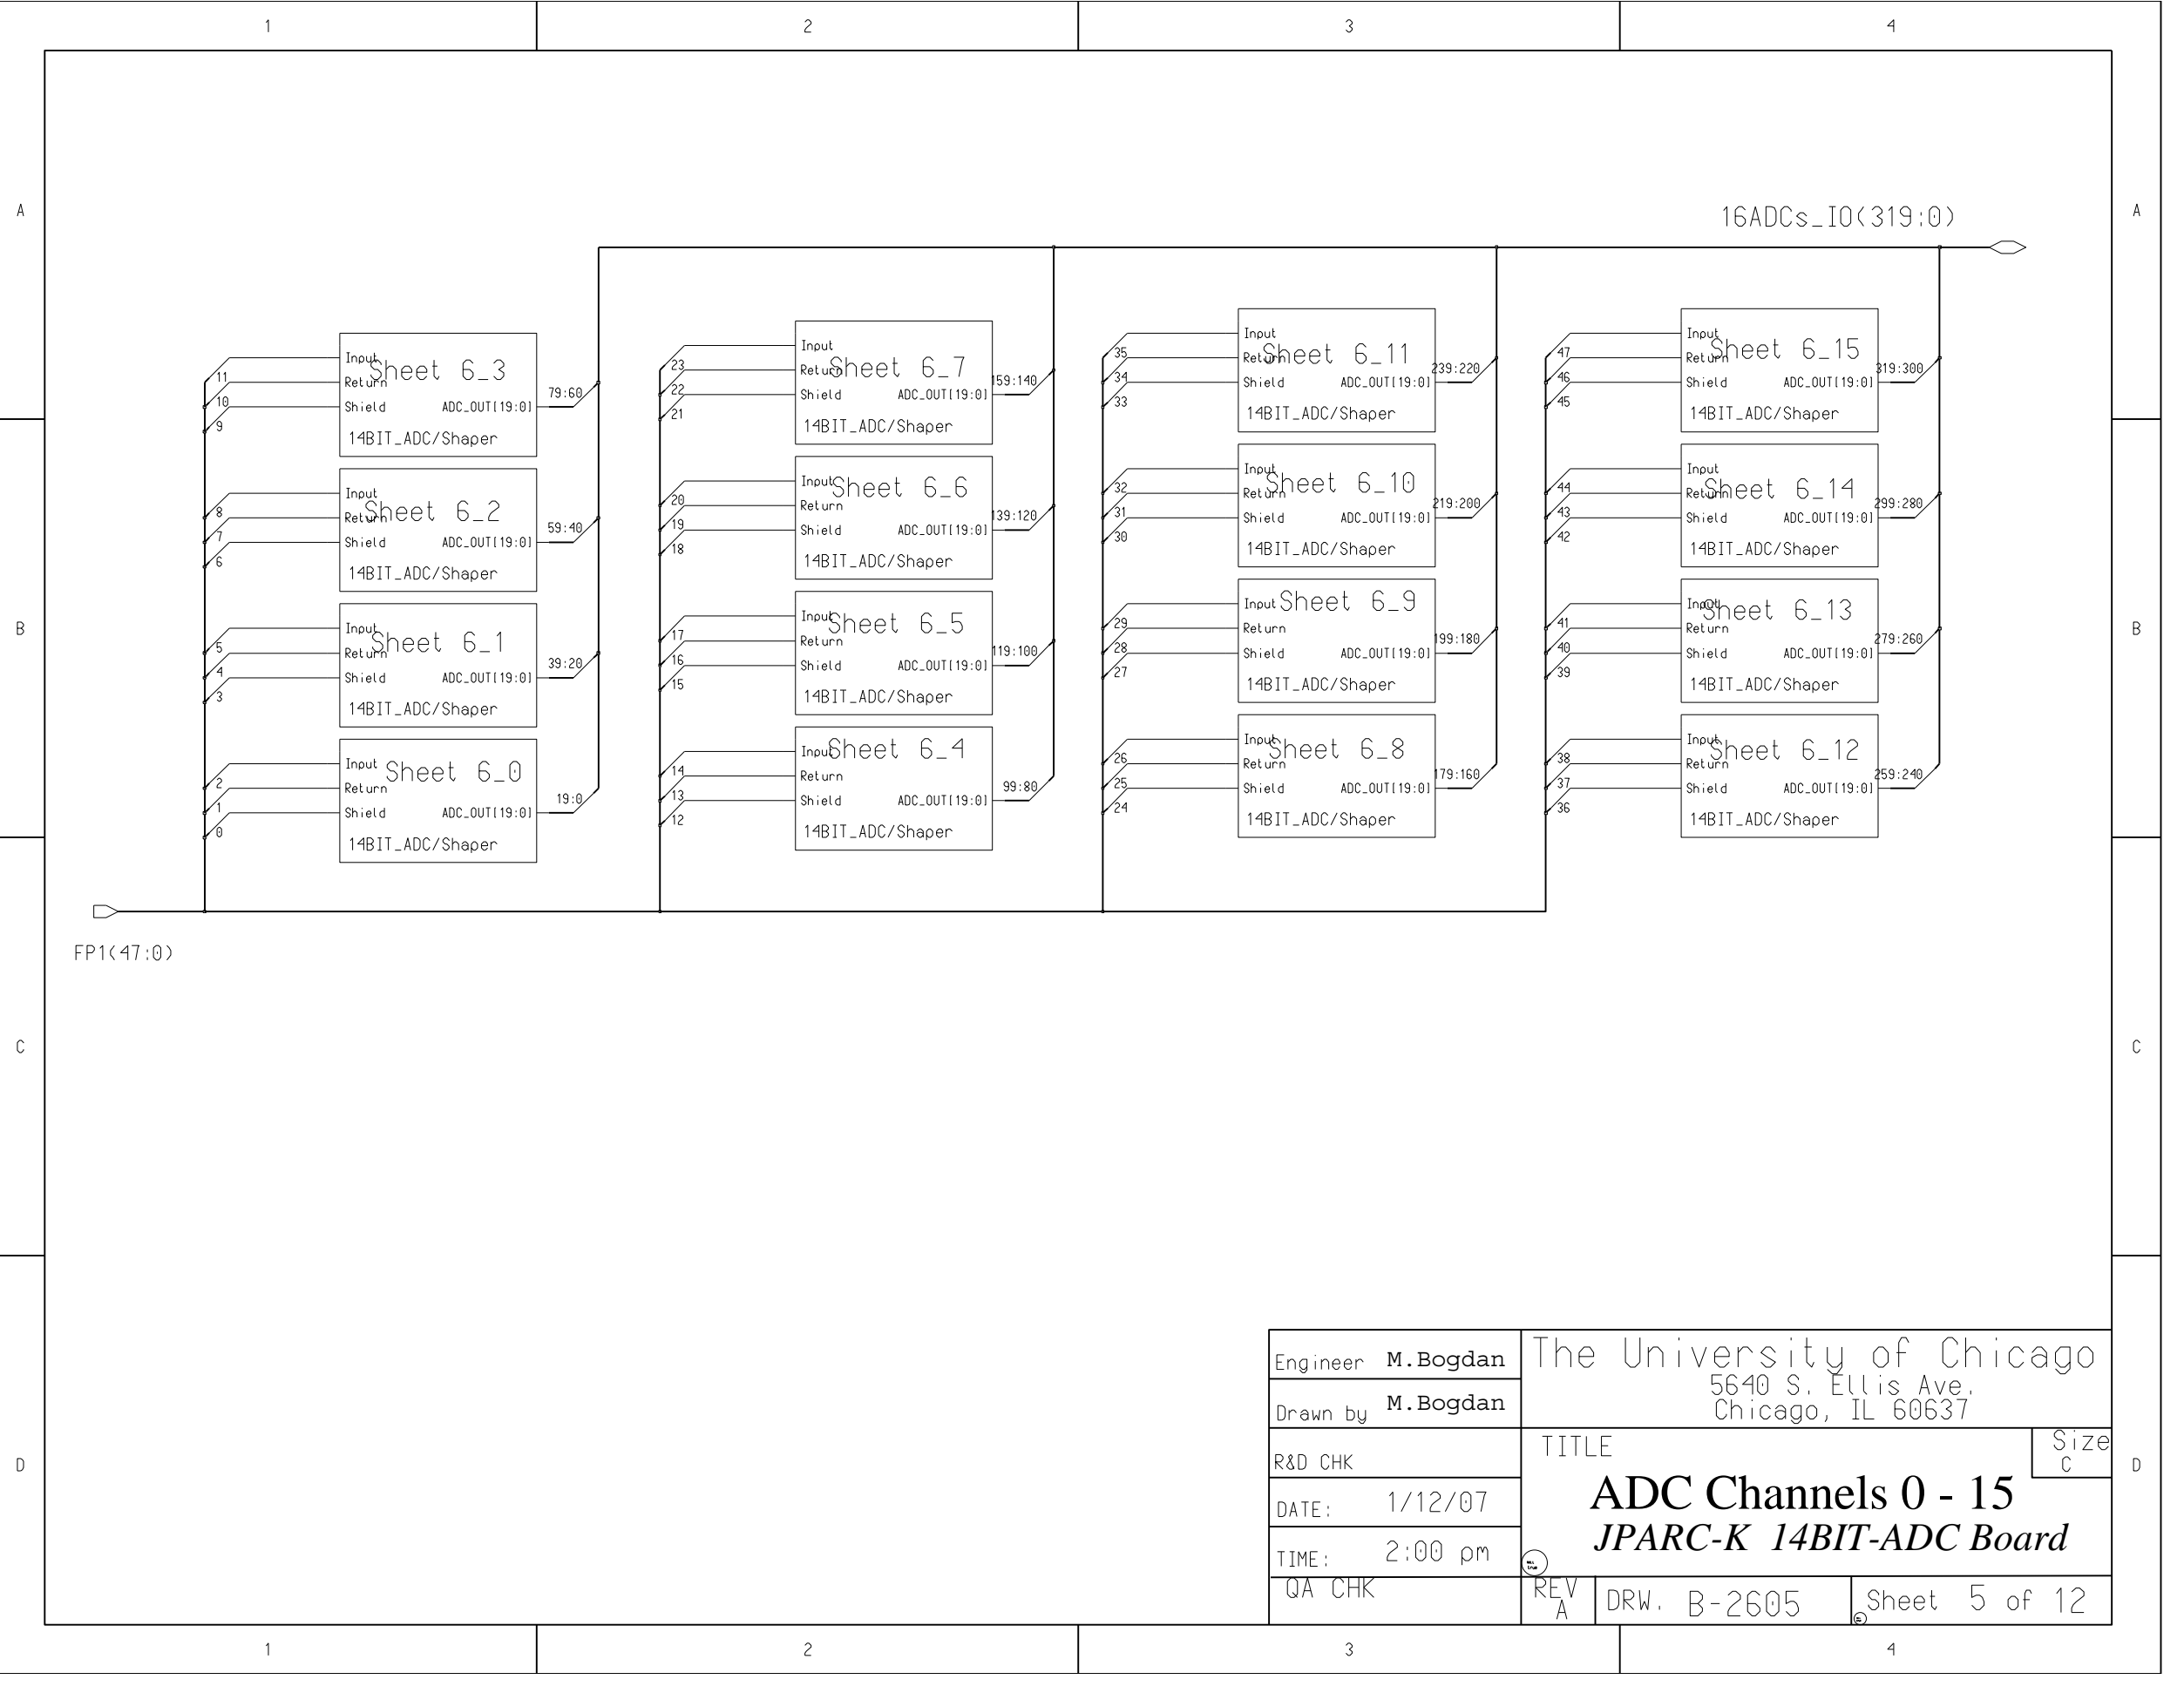 1 2 3 4
A A
B B
C C
D D
16ADCs_IO(319:0)
FP1(47:0)
Input
Return
Shield
Sheet 6_3
ADC_OUT[19:0]
14BIT_ADC/Shaper
11
10
9
79:60
Input
Return
Shield
Sheet 6_2
ADC_OUT[19:0]
14BIT_ADC/Shaper
8
7
6
59:40
Input
Return
Shield
Sheet 6_1
ADC_OUT[19:0]
14BIT_ADC/Shaper
5
4
3
39:20
Input
Return
Shield
Sheet 6_0
ADC_OUT[19:0]
14BIT_ADC/Shaper
2
1
0
19:0
Input
Return
Shield
Sheet 6_7
ADC_OUT[19:0]
14BIT_ADC/Shaper
23
22
21
159:140
Input
Return
Shield
Sheet 6_6
ADC_OUT[19:0]
14BIT_ADC/Shaper
20
19
18
139:120
Input
Return
Shield
Sheet 6_5
ADC_OUT[19:0]
14BIT_ADC/Shaper
17
16
15
119:100
Input
Return
Shield
Sheet 6_4
ADC_OUT[19:0]
14BIT_ADC/Shaper
14
13
12
99:80
Input
Return
Shield
Sheet 6_11
ADC_OUT[19:0]
14BIT_ADC/Shaper
35
34
33
239:220
Input
Return
Shield
Sheet 6_10
ADC_OUT[19:0]
14BIT_ADC/Shaper
32
31
30
219:200
Input
Return
Shield
Sheet 6_9
ADC_OUT[19:0]
14BIT_ADC/Shaper
29
28
27
199:180
Input
Return
Shield
Sheet 6_8
ADC_OUT[19:0]
14BIT_ADC/Shaper
26
25
24
179:160
Input
Return
Shield
Sheet 6_15
ADC_OUT[19:0]
14BIT_ADC/Shaper
47
46
45
319:300
Input
Return
Shield
Sheet 6_14
ADC_OUT[19:0]
14BIT_ADC/Shaper
44
43
42
299:280
Input
Return
Shield
Sheet 6_13
ADC_OUT[19:0]
14BIT_ADC/Shaper
41
40
39
279:260
Input
Return
Shield
Sheet 6_12
ADC_OUT[19:0]
14BIT_ADC/Shaper
38
37
36
259:240
Engineer M.Bogdan
Drawn by M.Bogdan
R&D CHK
DATE: 1/12/07
TIME: 2:00 pm
QA CHK
The University of Chicago
5640 S. Ellis Ave.
Chicago, IL 60637
TITLE
Size
C
ADC Channels 0 - 15
JPARC-K 14BIT-ADC Board
REV
A
DRW. B-2605
Sheet 5 of 12
1 2 3 4